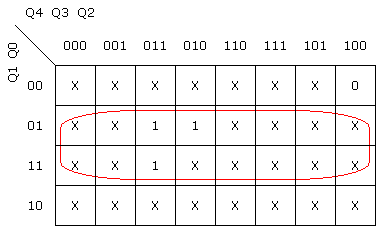 Q4 Q3 Q2
Q1 Q0
000 001 011 010 110 111 101 100
00 X X X X X X X 0
01 X X 1 1 X X X X
11 X X 1 X X X X X
10 X X X X X X X X